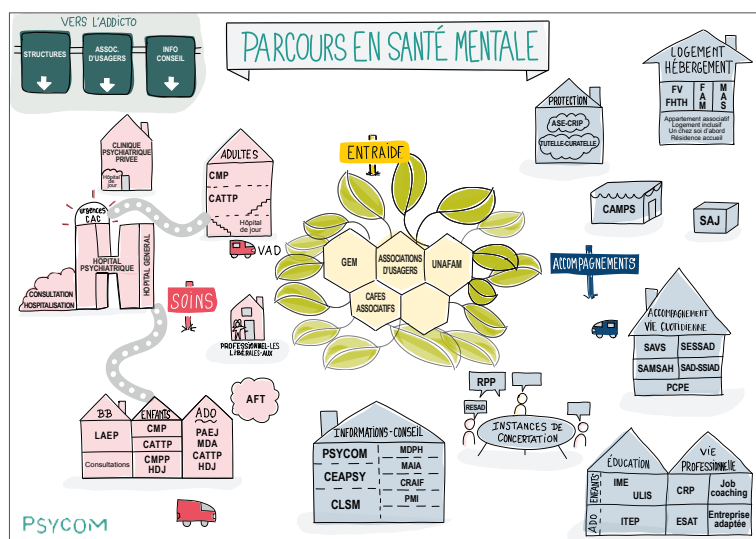 VERS L'ADDICTO
STRUCTURES
ASSOC.
D'USAGERS
INFO
CONSEIL
PARCOURS EN SANTÉ MENTALE
LOGEMENT
HÉBERGEMENT
FV
FHTH
F
A
M
M
A
S
Appartement associatif
Logement inclusif
Un chez soi d'abord
Résidence accueil
PROTECTION
ASE-CRIP
TUTELLE-CURATELLE
CLINIQUE
PSYCHIATRIQUE
PRIVEE
Hôpital
de
jour
ADULTES
CMP
CATTP
Hôpital
de jour
VAD
ENTRAIDE
CAMPS
SAJ
urgences
CAC
HÔPITAL
PSYCHIATRIQUE
HOPITAL GENERAL
CONSULTATION
HOSPITALISATION
SOINS
PROFESSIONNEL·LES
LIBÉRALES·AUX
GEM
ASSOCIATIONS
D'USAGERS
UNAFAM
CAFES
ASSOCIATIFS
ACCOMPAGNEMENTS
ACCOMPAGNEMENT
VIE QUOTIDIENNE
SAVS
SESSAD
SAMSAH
SAD-SSIAD
PCPE
BB
LAEP
Consultations
ENFANTS
CMP
CATTP
CMPP
HDJ
ADO
PAEJ
MDA
CATTP
HDJ
AFT
INFORMATIONS-CONSEIL
PSYCOM
CEAPSY
CLSM
MDPH
MAIA
CRAIF
PMI
RPP
RESAD
INSTANCES DE
CONCERTATION
ÉDUCATION
ENFANTS
IME
ULIS
ADO
ITEP
VIE
PROFESSIONNELLE
CRP
Job
coaching
ESAT
Entreprise
adaptée
PSYCOM